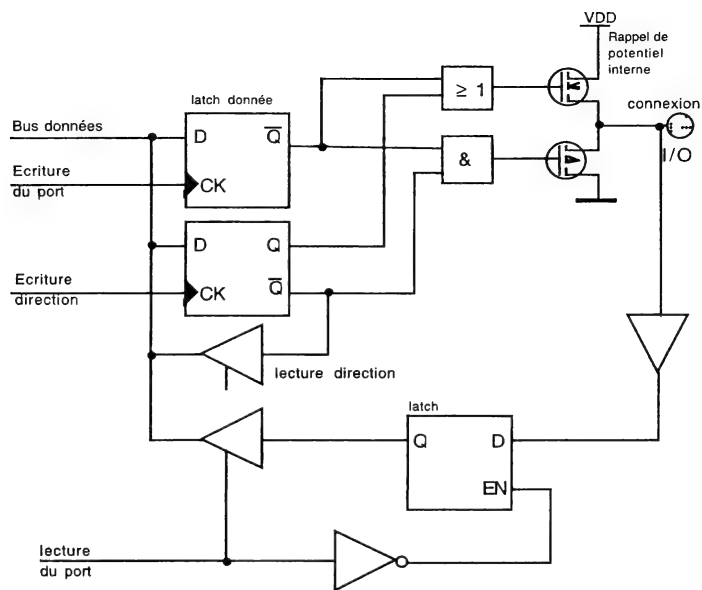 VDD
Rappel de
potentiel
interne
latch donnée
≥ 1
connexion
Bus données
D
Q̅
I/O
Ecriture
du port
CK
&
D
Q
Ecriture
direction
CK
Q̅
lecture direction
latch
Q
D
EN
lecture
du port